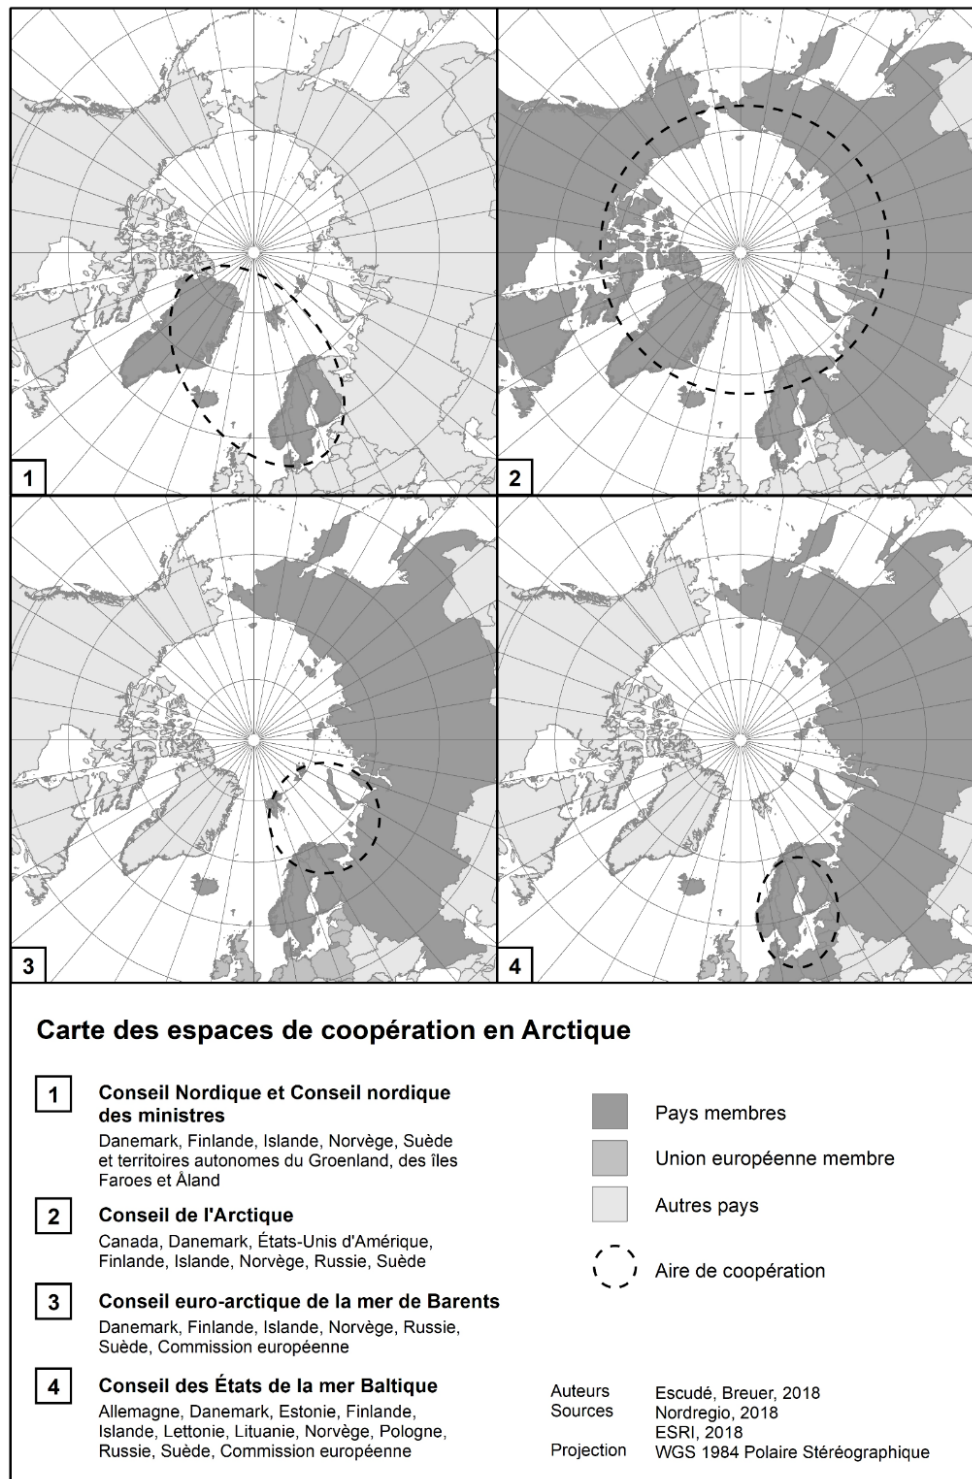 1
2
3
4
Carte des espaces de coopération en Arctique
1
Conseil Nordique et Conseil nordique
des ministres
Danemark, Finlande, Islande, Norvège, Suède
et territoires autonomes du Groenland, des îles
Faroes et Åland
2
Conseil de l'Arctique
Canada, Danemark, États-Unis d'Amérique,
Finlande, Islande, Norvège, Russie, Suède
3
Conseil euro-arctique de la mer de Barents
Danemark, Finlande, Islande, Norvège, Russie,
Suède, Commission européenne
4
Conseil des États de la mer Baltique
Allemagne, Danemark, Estonie, Finlande,
Islande, Lettonie, Lituanie, Norvège, Pologne,
Russie, Suède, Commission européenne
Pays membres
Union européenne membre
Autres pays
Aire de coopération
Auteurs Escudé, Breuer, 2018
Sources Nordregio, 2018
ESRI, 2018
Projection WGS 1984 Polaire Stéréographique